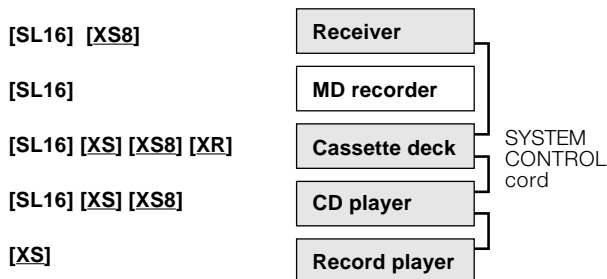 [SL16] [XS8] Receiver
[SL16] MD recorder
[SL16] [XS] [XS8] [XR] Cassette deck
SYSTEM
CONTROL
cord
[SL16] [XS] [XS8] CD player
[XS] Record player